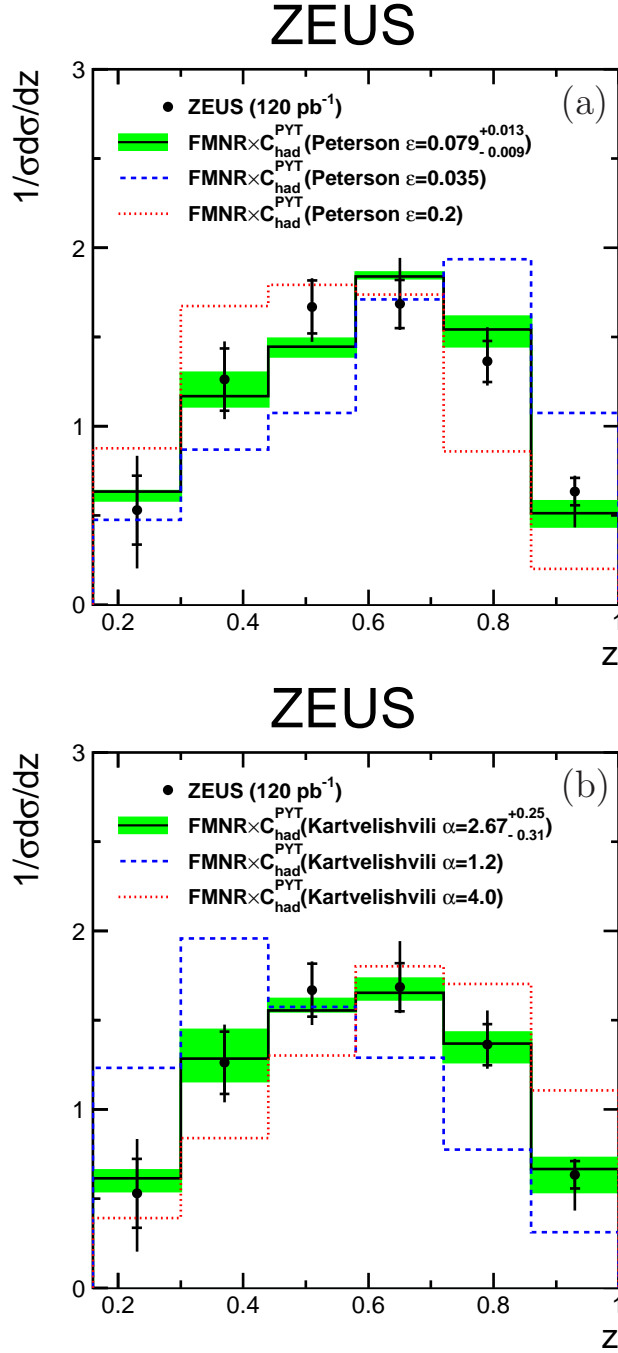 ZEUS
1/σdσ/dz
3
(a)
ZEUS (120 pb⁻¹)
FMNR×C_had^PYT(Peterson ε=0.079 +0.013 - 0.009)
FMNR×C_had^PYT(Peterson ε=0.035)
FMNR×C_had^PYT(Peterson ε=0.2)
2
1
0
0.2 0.4 0.6 0.8 1
z
ZEUS
1/σdσ/dz
3
(b)
ZEUS (120 pb⁻¹)
FMNR×C_had^PYT(Kartvelishvili α=2.67 +0.25 - 0.31)
FMNR×C_had^PYT(Kartvelishvili α=1.2)
FMNR×C_had^PYT(Kartvelishvili α=4.0)
2
1
0
0.2 0.4 0.6 0.8 1
z